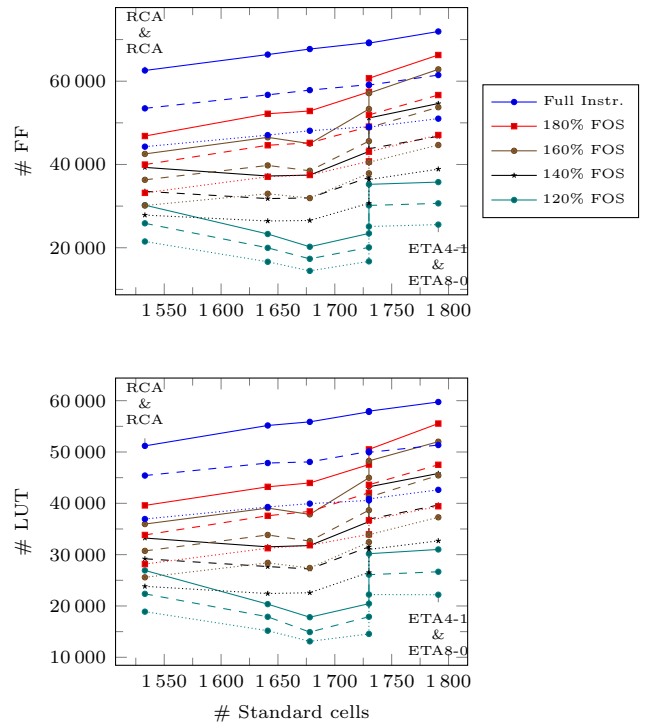 RCA
&
RCA
60 000
40 000
20 000
# FF
ETA4-1
&
ETA8-0
1 550 1 600 1 650 1 700 1 750 1 800
Full Instr.
180% FOS
160% FOS
140% FOS
120% FOS
RCA
&
RCA
60 000
50 000
40 000
30 000
20 000
10 000
# LUT
ETA4-1
&
ETA8-0
1 550 1 600 1 650 1 700 1 750 1 800
# Standard cells